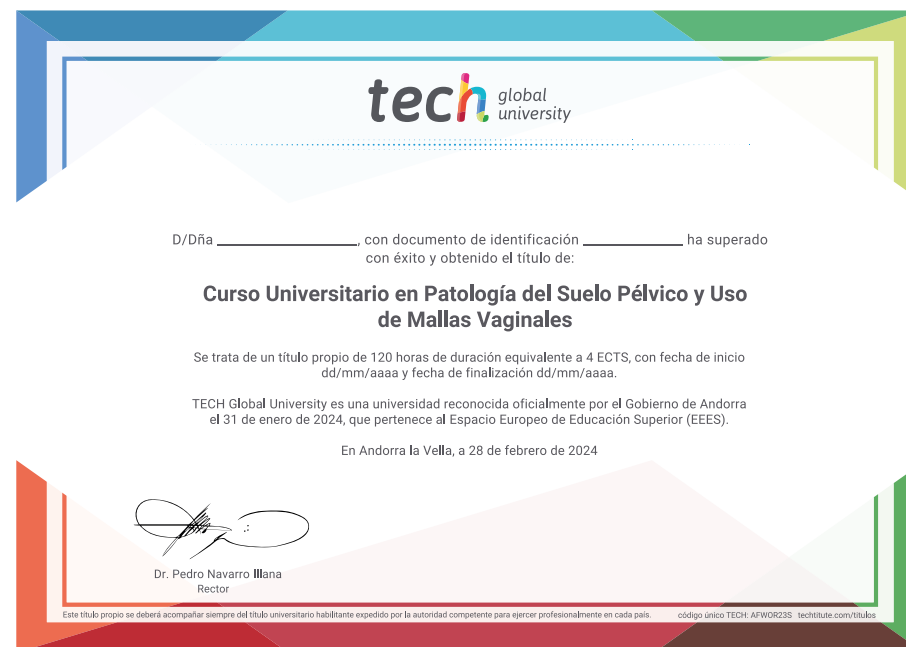 tech global university
D/Dña ____________, con documento de identificación ____________ ha superado
con éxito y obtenido el título de:
Curso Universitario en Patología del Suelo Pélvico y Uso
de Mallas Vaginales
Se trata de un título propio de 120 horas de duración equivalente a 4 ECTS, con fecha de inicio
dd/mm/aaaa y fecha de finalización dd/mm/aaaa.
TECH Global University es una universidad reconocida oficialmente por el Gobierno de Andorra
el 31 de enero de 2024, que pertenece al Espacio Europeo de Educación Superior (EEES).
En Andorra la Vella, a 28 de febrero de 2024
Dr. Pedro Navarro Illana
Rector
Este título propio se deberá acompañar siempre del título universitario habilitante expedido por la autoridad competente para ejercer profesionalmente en cada país. código único TECH: AFWOR23S techtitute.com/titulos